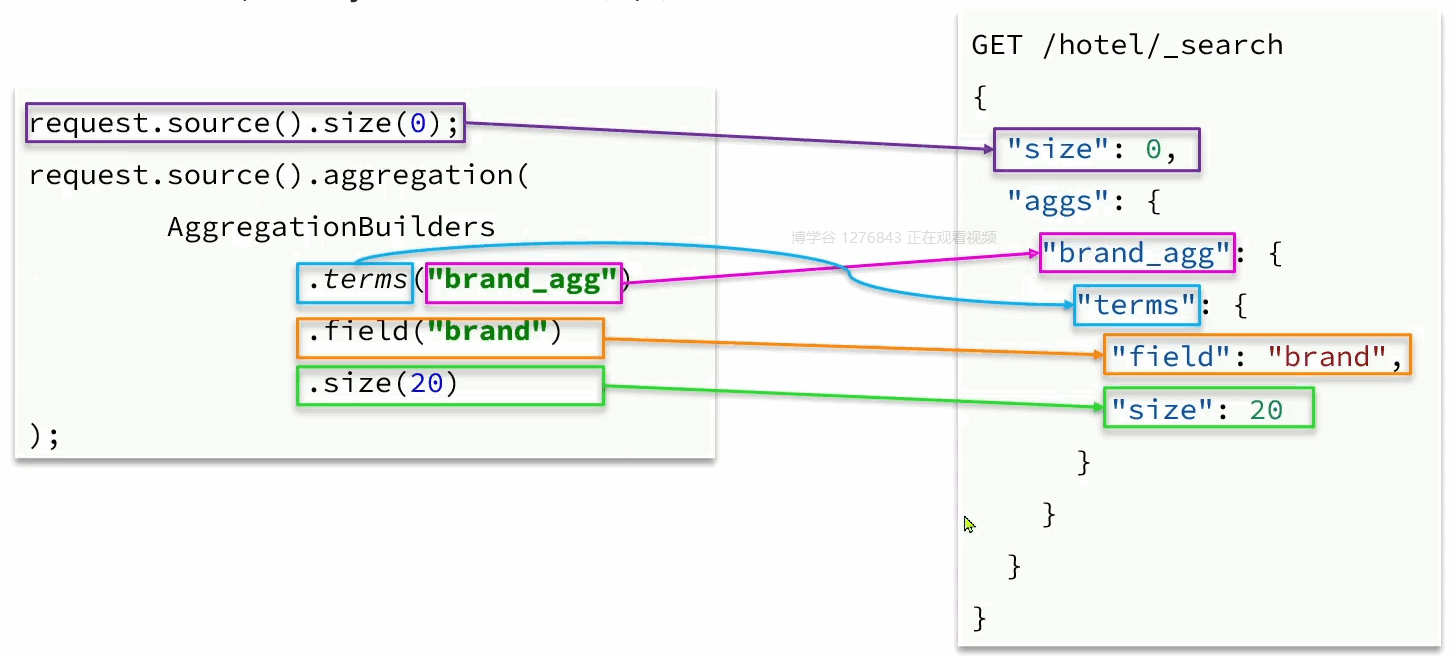 request.source().size(0);
request.source().aggregation(
AggregationBuilders
.terms("brand_agg")
.field("brand")
.size(20)
);
GET /hotel/_search
{
"size": 0,
"aggs": {
"brand_agg": {
"terms": {
"field": "brand",
"size": 20
}
}
}
}
博学谷 1276843 正在观看视频